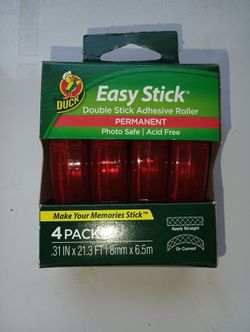 DUCK
Easy Stick™
Double Stick Adhesive Roller
PERMANENT
Photo Safe | Acid Free
Make Your Memories Stick™
4 PACK
.31 IN x 21.3 FT | 8mm x 6.5m
Apply Straight
Or Curved